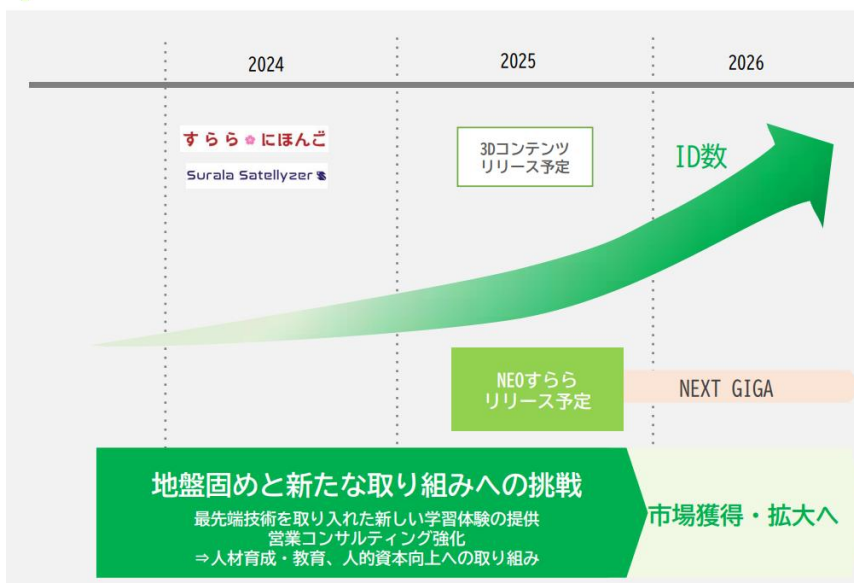 2024
2025
2026
すらら にほんご
Surala Satellyzer
3Dコンテンツ
リリース予定
ID数
NEOすらら
リリース予定
NEXT GIGA
地盤固めと新たな取り組みへの挑戦
最先端技術を取り入れた新しい学習体験の提供
営業コンサルティング強化
⇒人材育成・教育、人的資本向上への取り組み
市場獲得・拡大へ